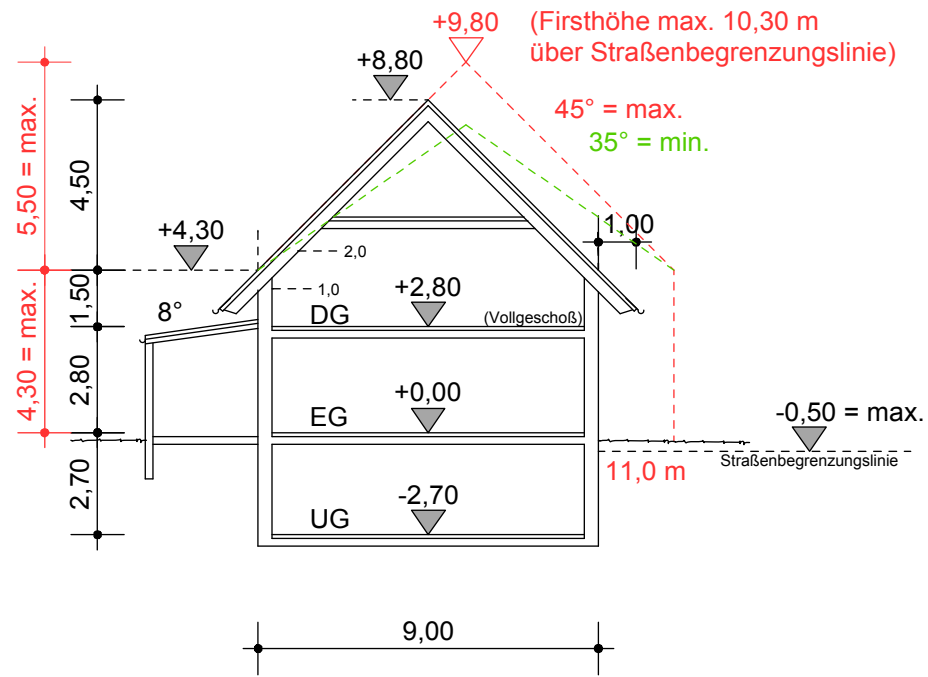 +9,80
(Firsthöhe max. 10,30 m
über Straßenbegrenzungslinie)
+8,80
45° = max.
35° = min.
5,50 = max.
4,50
+4,30
1,00
2,0
1,0
1,50
8°
+2,80
DG
(Vollgeschoß)
4,30 = max.
2,80
+0,00
EG
-0,50 = max.
Straßenbegrenzungslinie
11,0 m
2,70
-2,70
UG
9,00